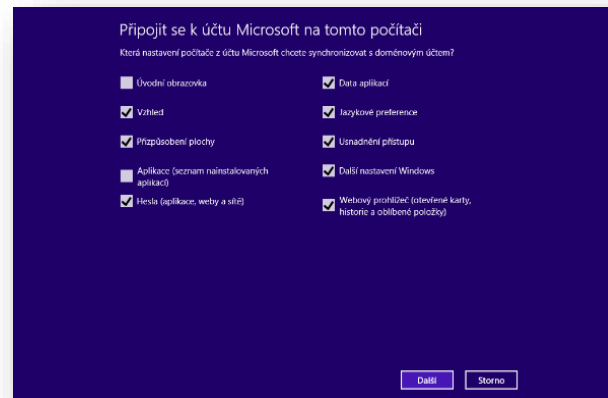 Připojit se k účtu Microsoft na tomto počítači
Která nastavení počítače z účtu Microsoft chcete synchronizovat s doménovým účtem?
Úvodní obrazovka
Vzhled
Přizpůsobení plochy
Aplikace (seznam nainstalovaných
aplikací)
Hesla (aplikace, weby a sítě)
Data aplikací
Jazykové preference
Usnadnění přístupu
Další nastavení Windows
Webový prohlížeč (otevřené karty,
historie a oblíbené položky)
Další
Storno